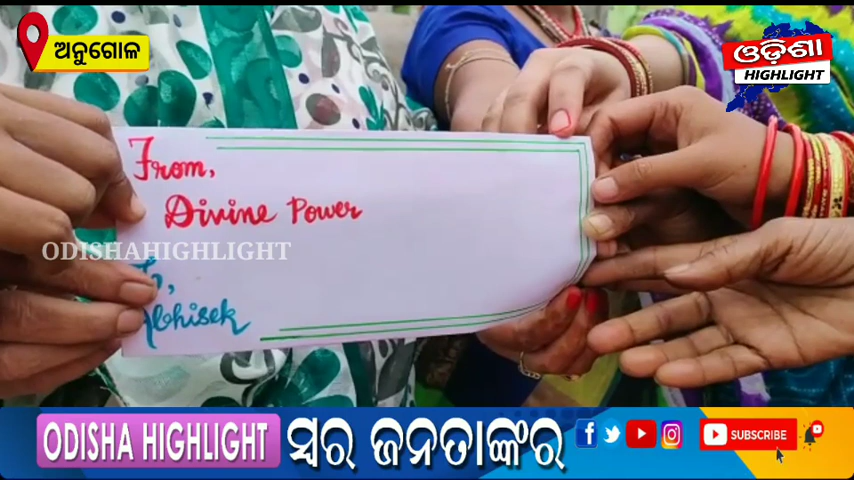 ଅନୁଗୋଳ
ଓଡ଼ିଶା
HIGHLIGHT
From,
Divine Power
ODISHAHIGHLIGHT
To,
Abhisek
ODISHA HIGHLIGHT ସ୍ୱର ଜନତାଙ୍କର
SUBSCRIBE